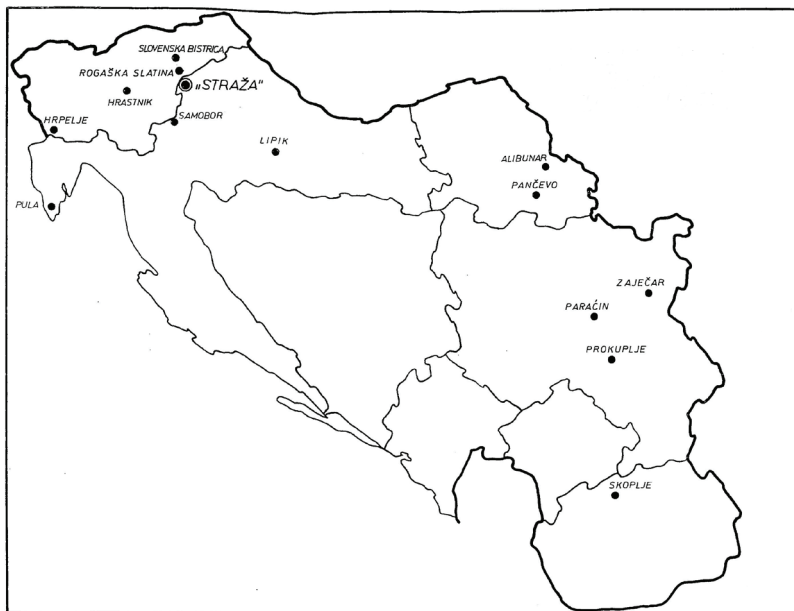 SLOVENSKA BISTRICA
ROGAŠKA SLATINA
„STRAŽA“
HRASTNIK
HRPELJE
SAMOBOR
LIPIK
ALIBUNAR
PANČEVO
PULA
ZAJEČAR
PARAĆIN
PROKUPLJE
SKOPLJE